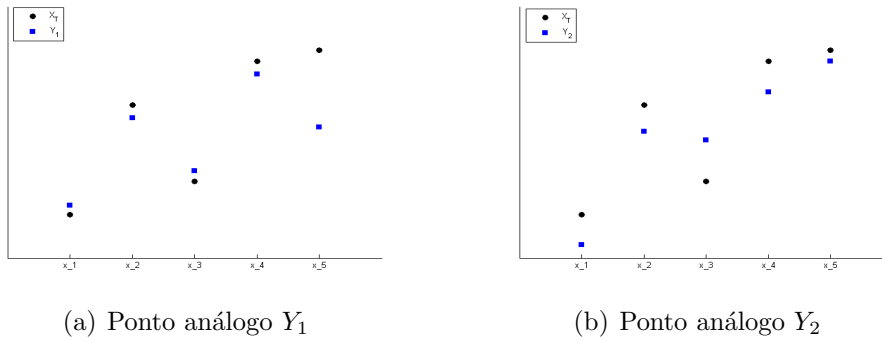 X_T
Y_1
x_1 x_2 x_3 x_4 x_5
(a) Ponto análogo Y_1
X_T
Y_2
x_1 x_2 x_3 x_4 x_5
(b) Ponto análogo Y_2